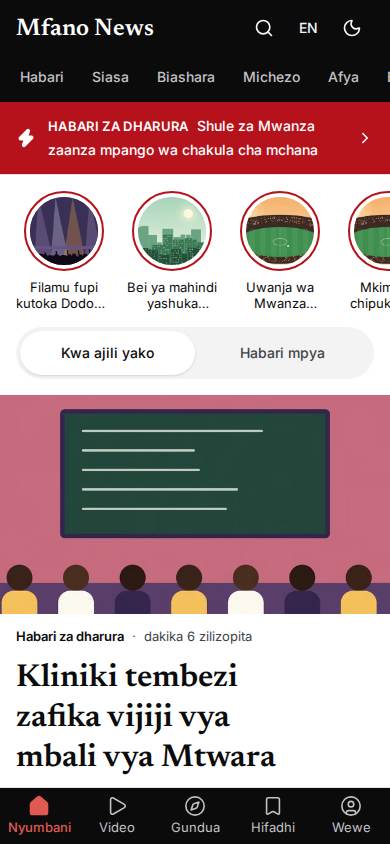 Mfano News
EN
Habari Siasa Biashara Michezo Afya
HABARI ZA DHARURA Shule za Mwanza
zaanza mpango wa chakula cha mchana
Filamu fupi
kutoka Dodo...
Bei ya mahindi
yashuka...
Uwanja wa
Mwanza...
Mkim
chipuk
Kwa ajili yako
Habari mpya
Habari za dharura · dakika 6 zilizopita
Kliniki tembezi
zafika vijiji vya
mbali vya Mtwara
Nyumbani Video Gundua Hifadhi Wewe